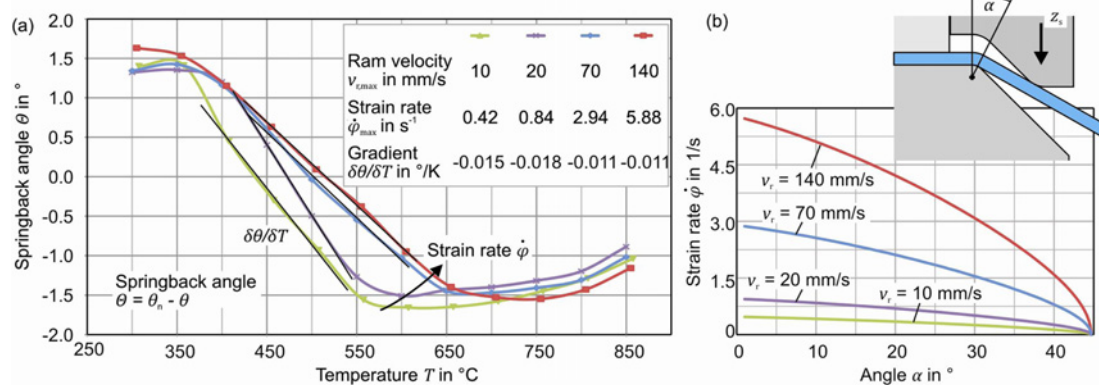 (a)
Springback angle θ in °
2.0
1.5
1.0
0.5
0.0
-0.5
-1.0
-1.5
-2.0
250 350 450 550 650 750 850
Temperature T in °C
Ram velocity
v_r,max in mm/s
10 20 70 140
Strain rate
φ̇_max in s⁻¹
0.42 0.84 2.94 5.88
Gradient
δθ/δT in °/K
-0.015 -0.018 -0.011 -0.011
δθ/δT
Strain rate φ̇
Springback angle
θ = θ_n - θ
(b)
α
z_s
Strain rate φ̇ in 1/s
6.0
4.5
3.0
1.5
0
v_r = 140 mm/s
v_r = 70 mm/s
v_r = 20 mm/s
v_r = 10 mm/s
0 10 20 30 40
Angle α in °